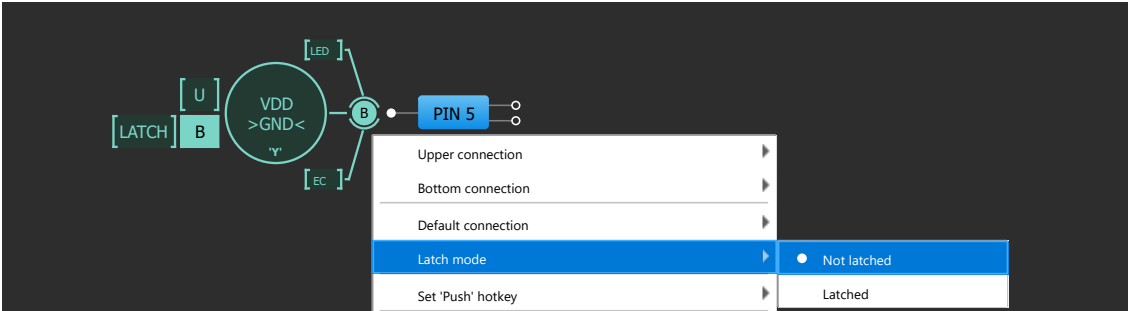 [ LED ]
[ U ]
VDD
>GND<
'Y'
[LATCH]
B
B
PIN 5
[ EC ]
Upper connection
Bottom connection
Default connection
Latch mode
Not latched
Set 'Push' hotkey
Latched